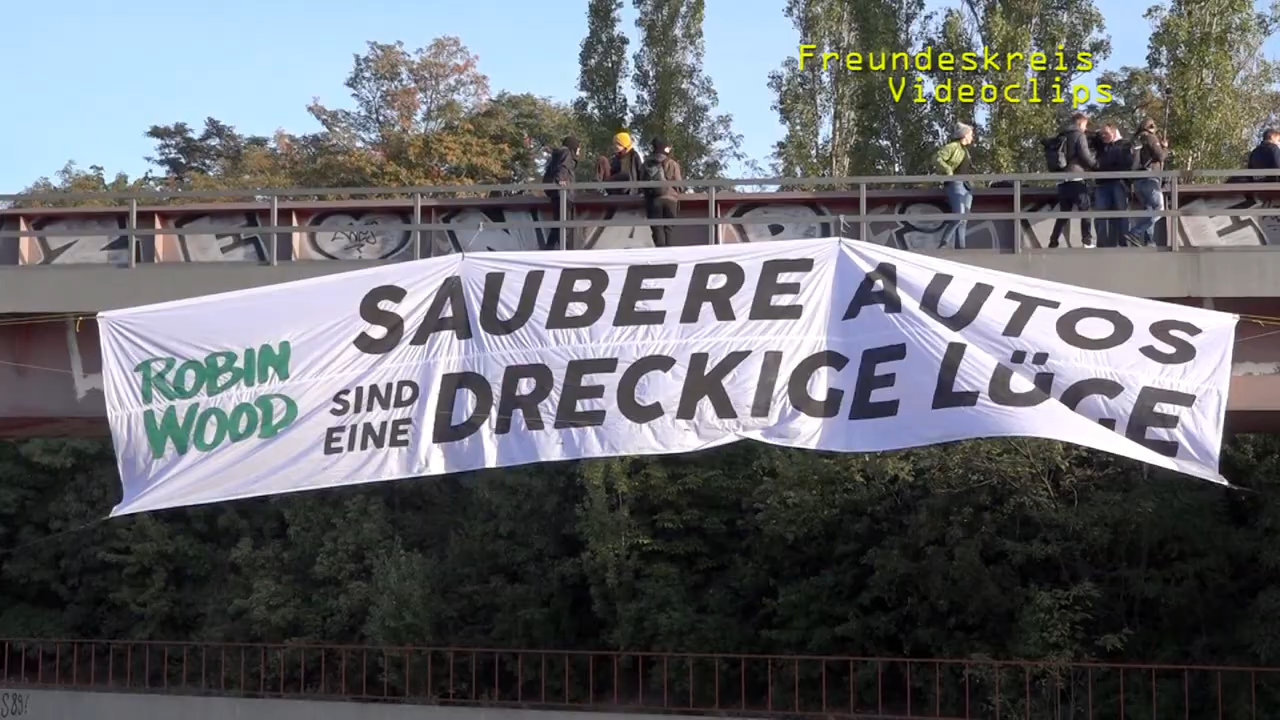 Freundeskreis
Videoclips
SAUBERE AUTOS
ROBIN
WOOD
SIND
EINE
DRECKIGE LÜGE